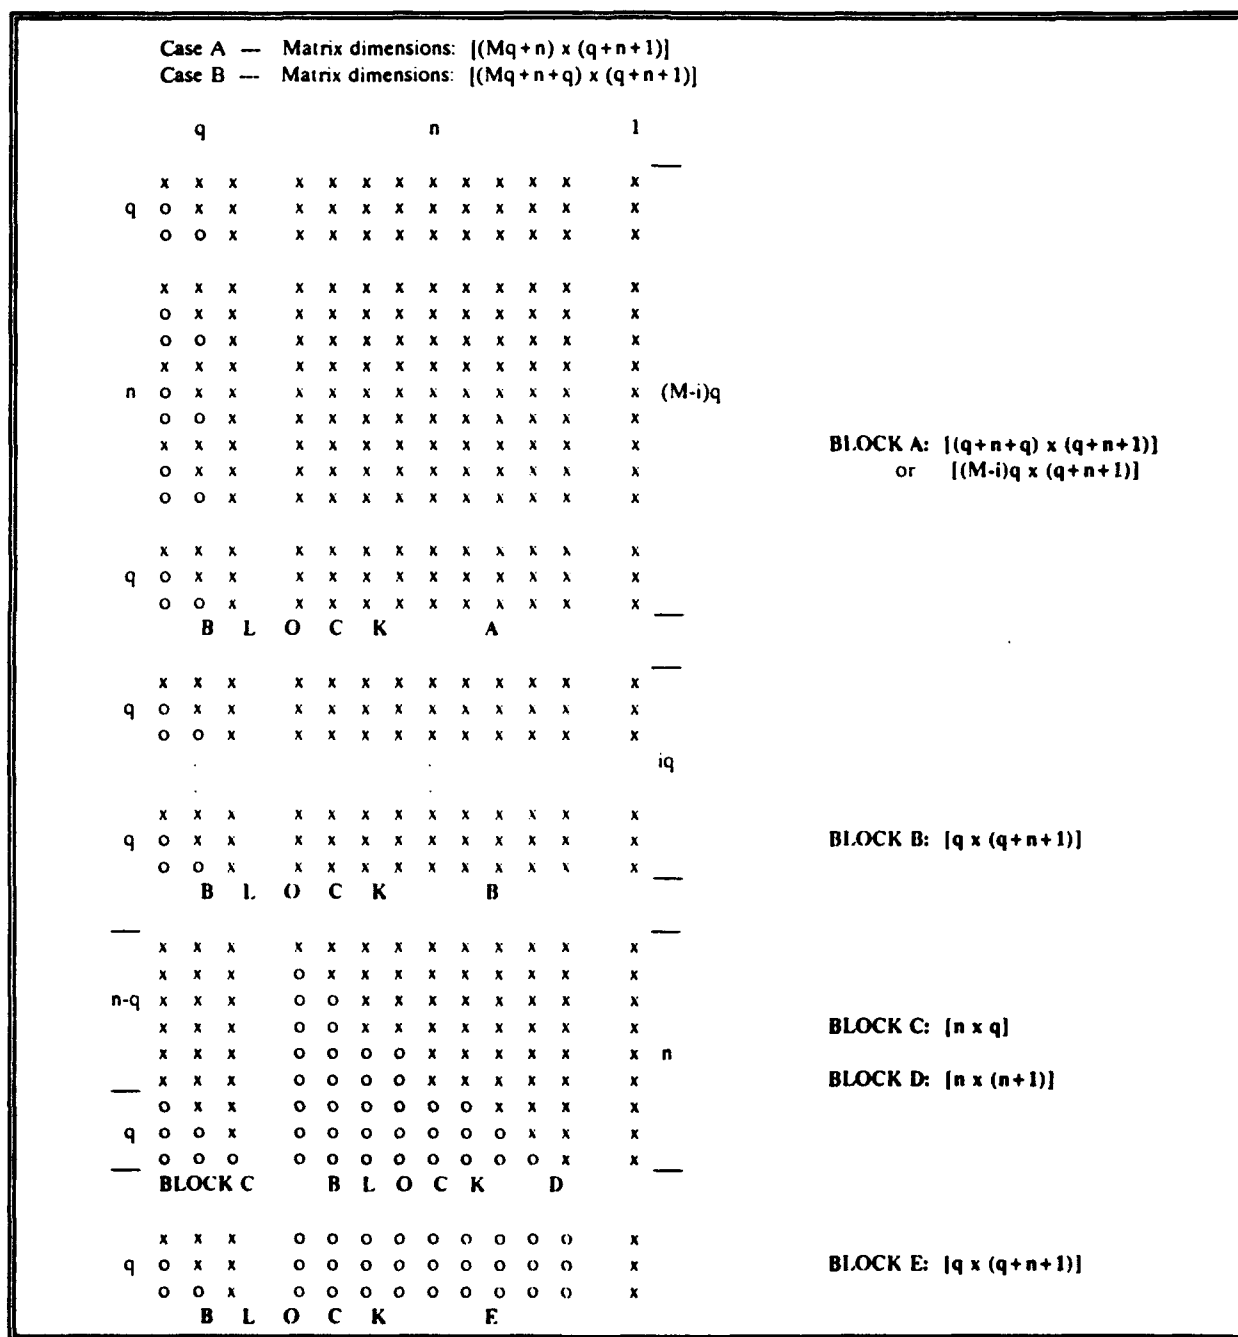 Case A --- Matrix dimensions: [(Mq+n) x (q+n+1)]
Case B --- Matrix dimensions: [(Mq+n+q) x (q+n+1)]
q n 1
x x x x x x x x x x x x x
q o x x x x x x x x x x x x
o o x x x x x x x x x x x
x x x x x x x x x x x x x
o x x x x x x x x x x x x
o o x x x x x x x x x x x
x x x x x x x x x x x x x
n o x x x x x x x x x x x x (M-i)q
o o x x x x x x x x x x x
x x x x x x x x x x x x x BLOCK A: [(q+n+q) x (q+n+1)]
o x x x x x x x x x x x x or [(M-i)q x (q+n+1)]
o o x x x x x x x x x x x
x x x x x x x x x x x x x
q o x x x x x x x x x x x x
o o x x x x x x x x x x x
B L O C K A
x x x x x x x x x x x x x
q o x x x x x x x x x x x x
o o x x x x x x x x x x x
. . iq
. .
x x x x x x x x x x x x x
q o x x x x x x x x x x x x BLOCK B: [q x (q+n+1)]
o o x x x x x x x x x x x
B L O C K B
x x x x x x x x x x x x x
x x x o x x x x x x x x x
n-q x x x o o x x x x x x x x
x x x o o x x x x x x x x BLOCK C: [n x q]
x x x o o o o x x x x x x n
x x x o o o o x x x x x x BLOCK D: [n x (n+1)]
o x x o o o o o o x x x x
q o o x o o o o o o o x x x
o o o o o o o o o o o x x
BLOCK C B L O C K D
x x x o o o o o o o o o x
q o x x o o o o o o o o o x BLOCK E: [q x (q+n+1)]
o o x o o o o o o o o o x
B L O C K E